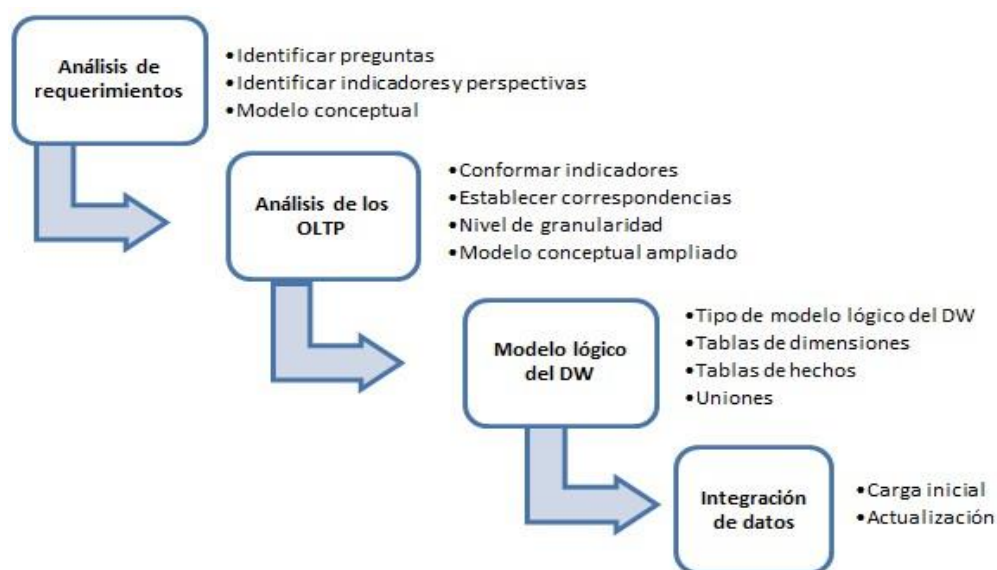 Análisis de
requerimientos
•Identificar preguntas
•Identificar indicadores y perspectivas
•Modelo conceptual
Análisis de los
OLTP
•Conformar indicadores
•Establecer correspondencias
•Nivel de granularidad
•Modelo conceptual ampliado
Modelo lógico
del DW
•Tipo de modelo lógico del DW
•Tablas de dimensiones
•Tablas de hechos
•Uniones
Integración
de datos
•Carga inicial
•Actualización